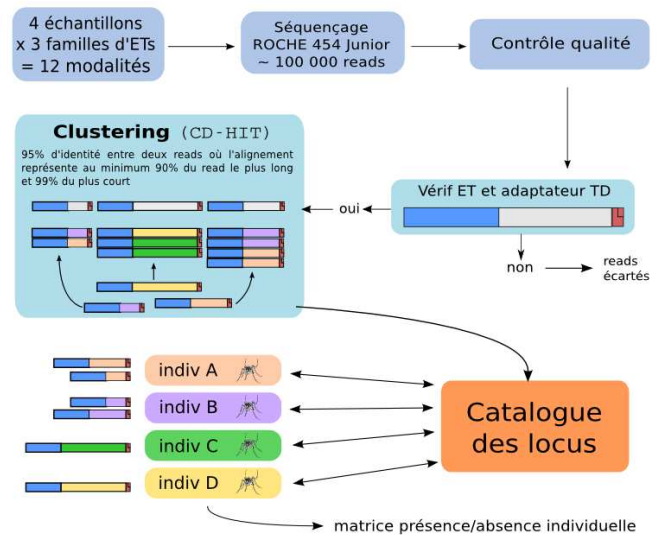 4 échantillons
x 3 familles d'ETs
= 12 modalités
Séquençage
ROCHE 454 Junior
~ 100 000 reads
Contrôle qualité
Clustering (CD-HIT)
95% d'identité entre deux reads où l'alignement
représente au minimum 90% du read le plus long
et 99% du plus court
Vérif ET et adaptateur TD
oui
non
reads
écartés
indiv A
indiv B
indiv C
indiv D
Catalogue
des locus
matrice présence/absence individuelle